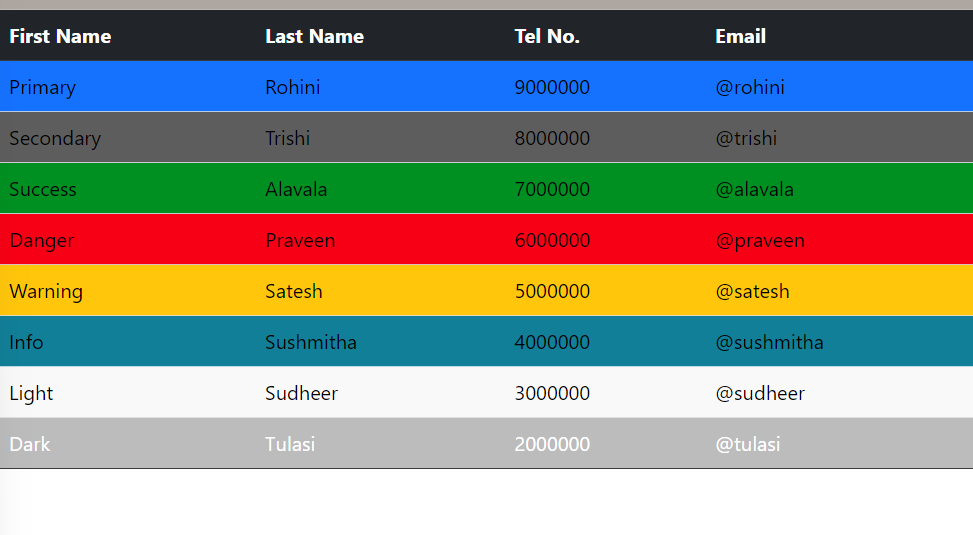 First Name Last Name Tel No. Email
Primary Rohini 9000000 @rohini
Secondary Trishi 8000000 @trishi
Success Alavala 7000000 @alavala
Danger Praveen 6000000 @praveen
Warning Satesh 5000000 @satesh
Info Sushmitha 4000000 @sushmitha
Light Sudheer 3000000 @sudheer
Dark Tulasi 2000000 @tulasi